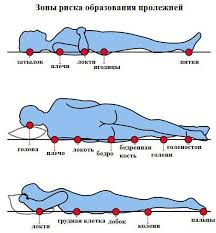 Зоны риска образования пролежней
затылок плечи локти ягодицы пятки
голова плечо локоть бедро бедренная кость голени голеностоп
локти грудная клетка лобок колени пальцы